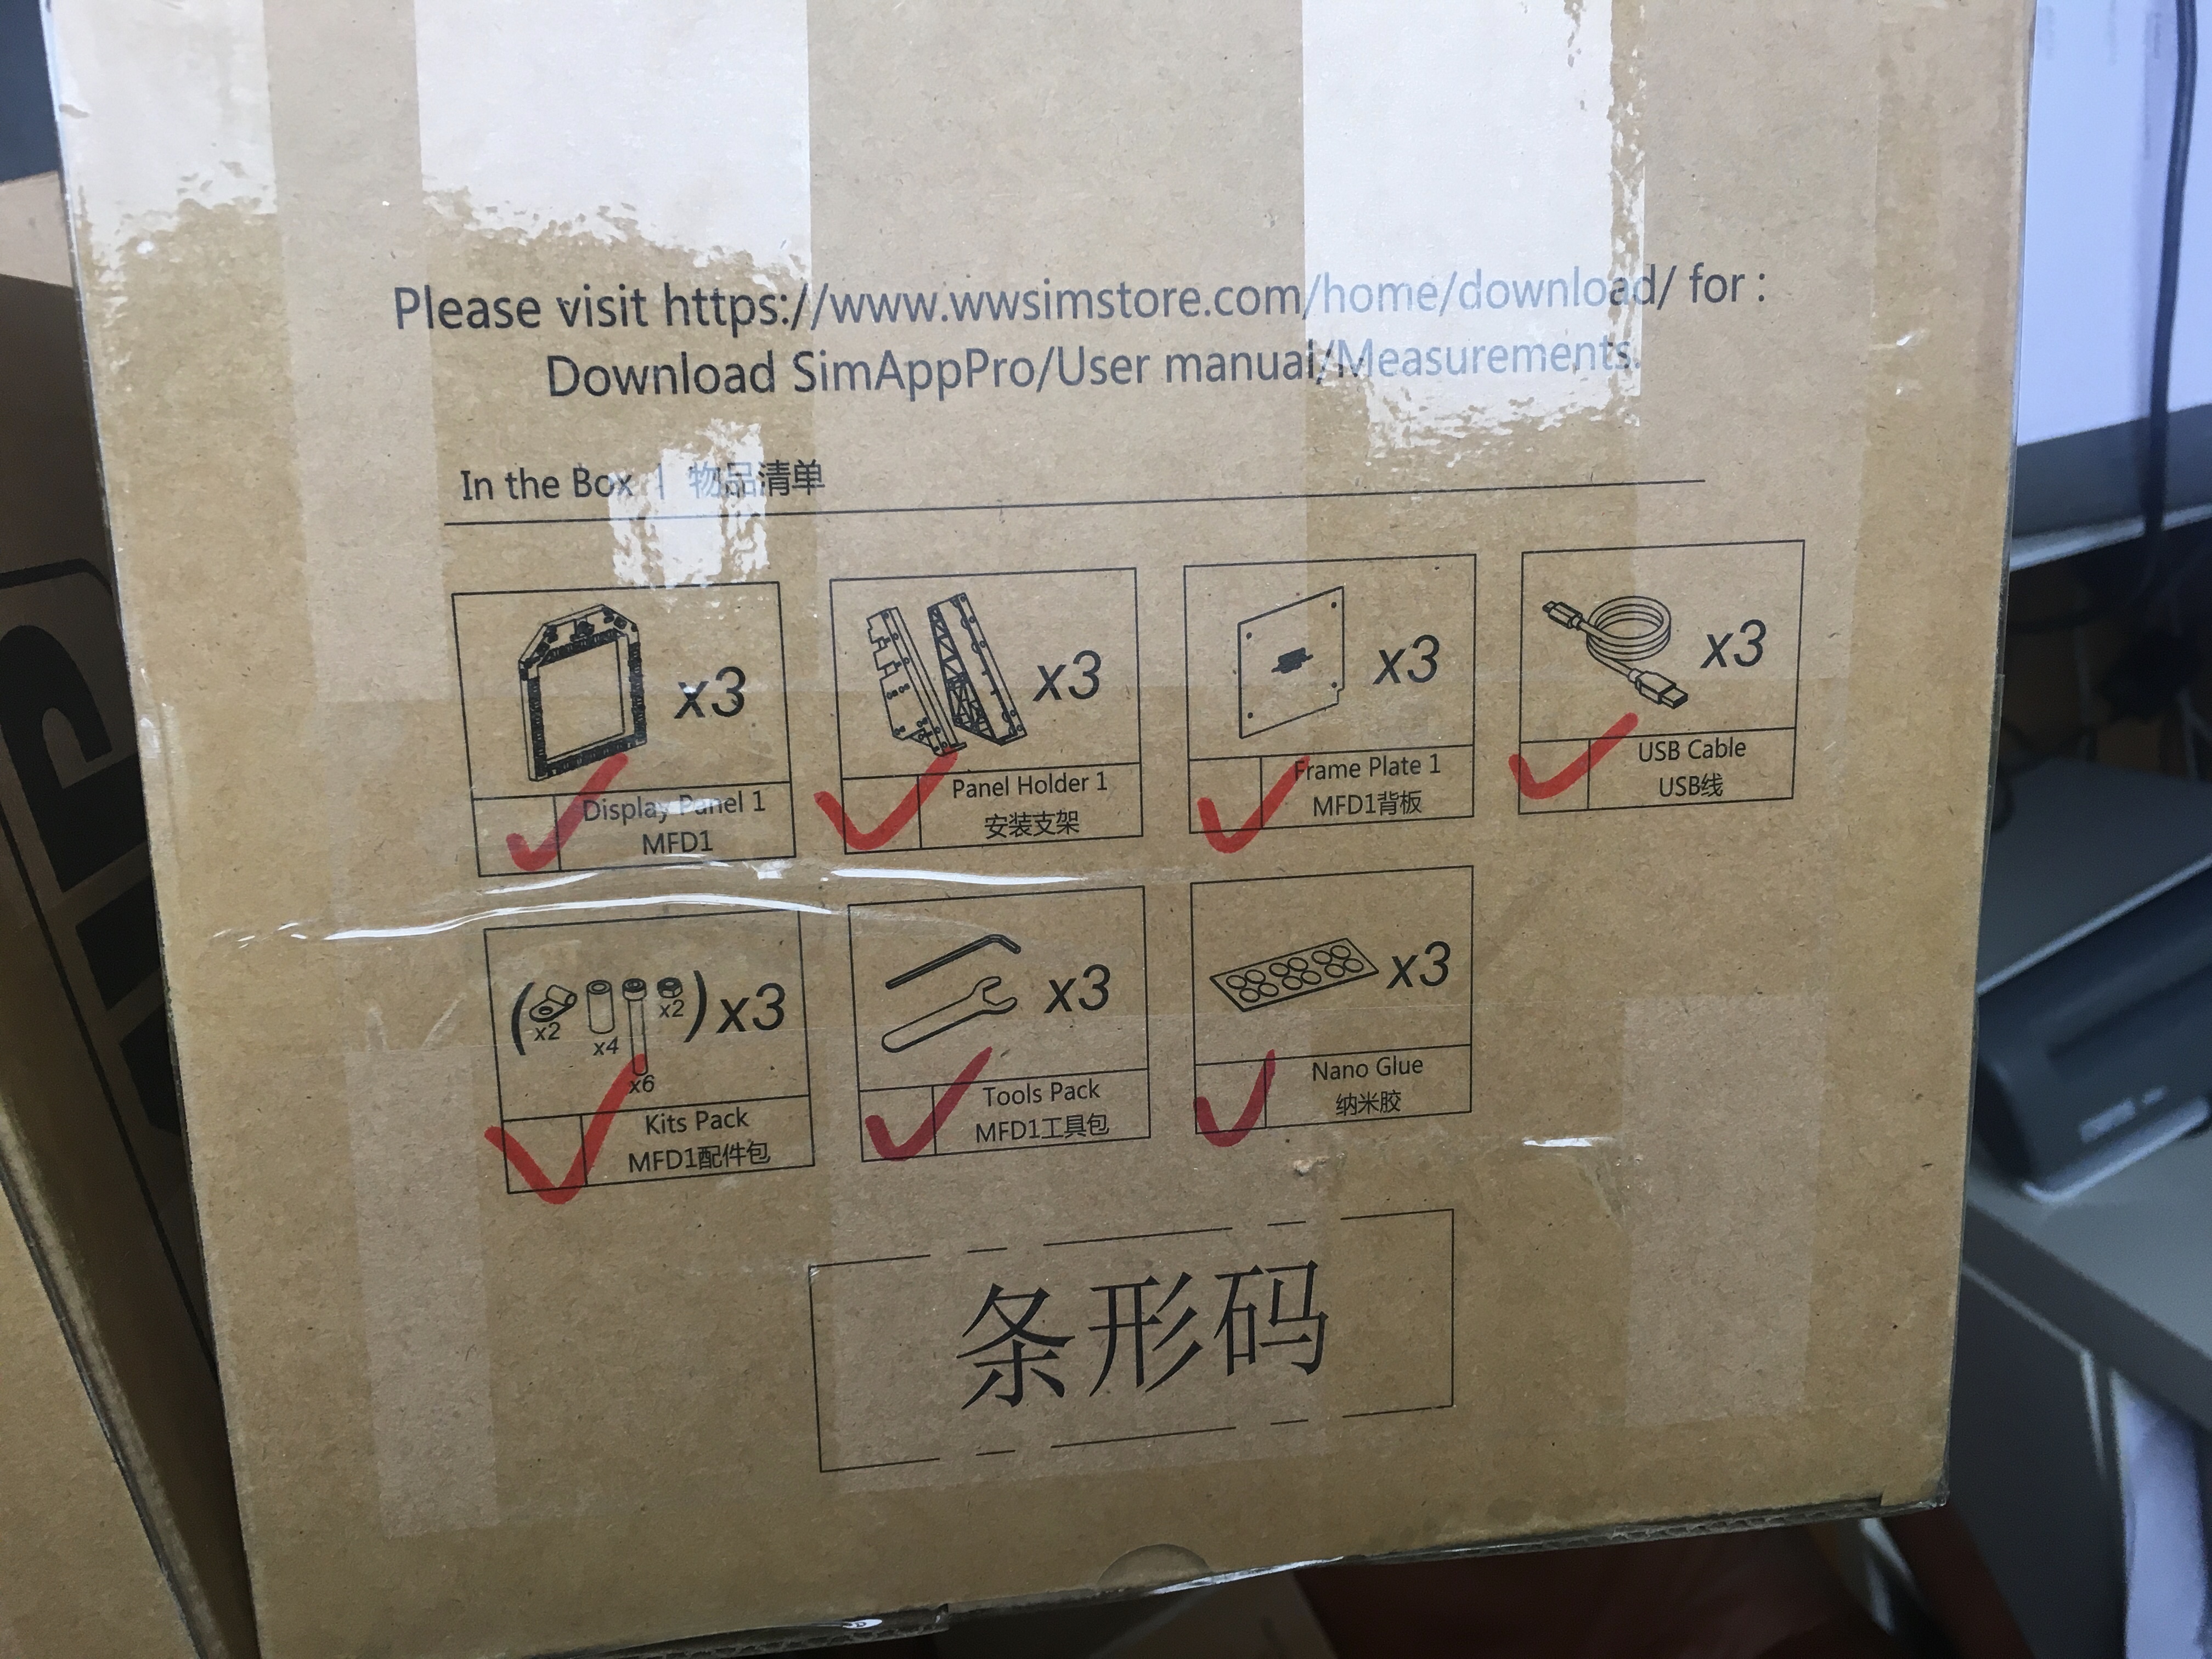 Please visit https://www.wwsimstore.com/home/download/ for :
Download SimAppPro/User manual/Measurements.
In the Box | 物品清单
x3
Display Panel 1
MFD1
x3
Panel Holder 1
安装支架
x3
Frame Plate 1
MFD1背板
x3
USB Cable
USB线
( x2 x4 x6 x2 ) x3
Kits Pack
MFD1配件包
x3
Tools Pack
MFD1工具包
x3
Nano Glue
纳米胶
条形码